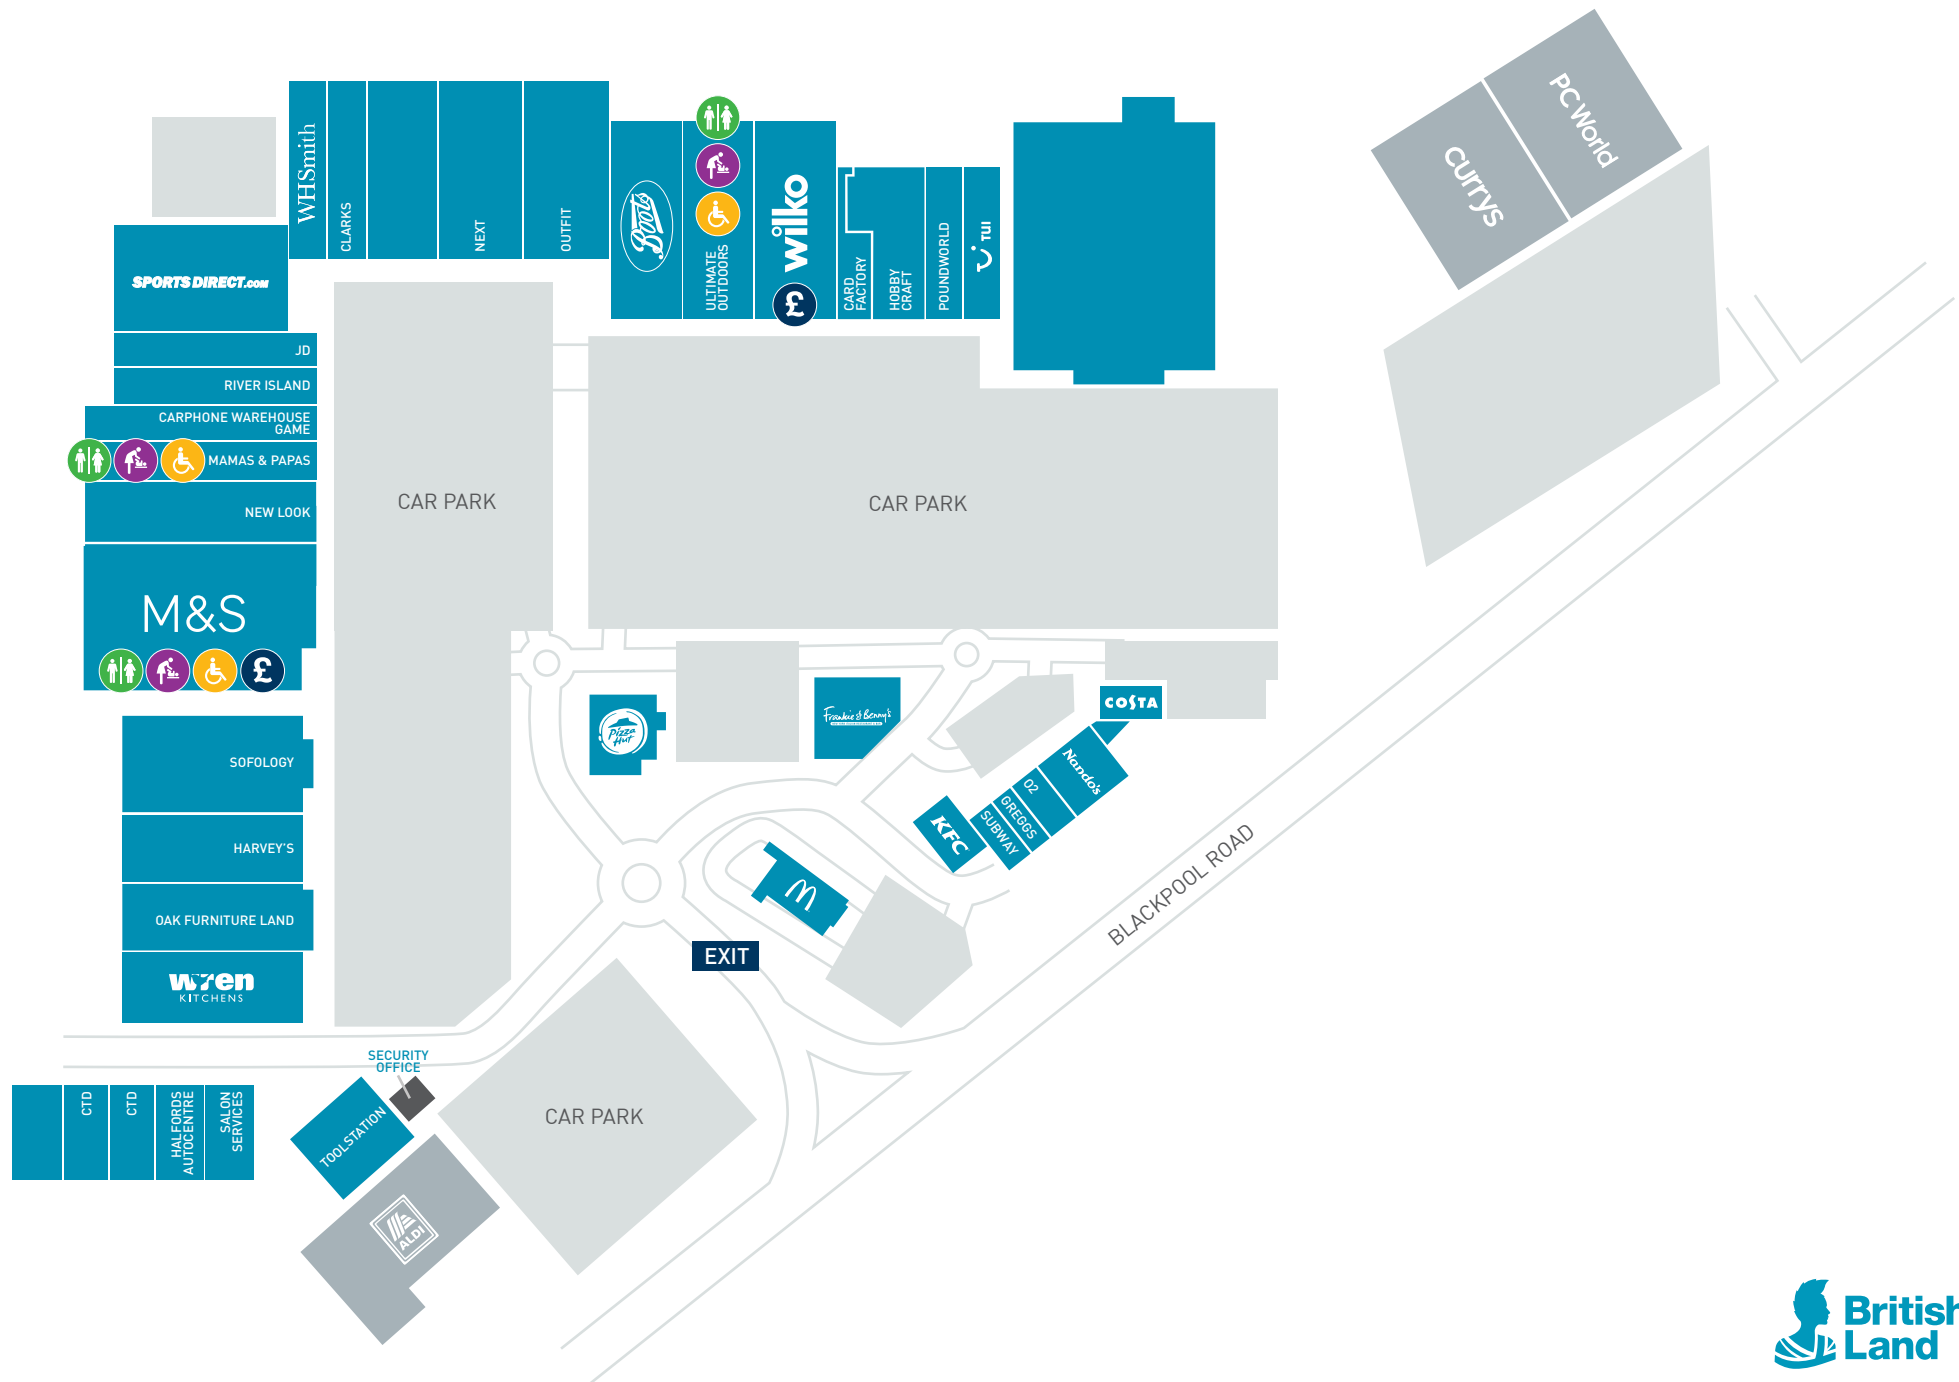 PC World
Currys
WHSmith
CLARKS
NEXT
OUTFIT
Boots
ULTIMATE
OUTDOORS
wilko
£
CARD
FACTORY
HOBBY
CRAFT
POUNDWORLD
TUI
SPORTSDIRECT.COM
JD
RIVER ISLAND
CARPHONE WAREHOUSE
GAME
MAMAS & PAPAS
NEW LOOK
M&S
£
CAR PARK
CAR PARK
SOFOLOGY
HARVEY'S
OAK FURNITURE LAND
wren
KITCHENS
Pizza
Hut
Frankie & Benny's
COSTA
Nando's
O2
GREGGS
SUBWAY
KFC
M
EXIT
BLACKPOOL ROAD
SECURITY
OFFICE
CTD
CTD
HALFORDS
AUTOCENTRE
SALON
SERVICES
TOOLSTATION
ALDI
CAR PARK
British
Land